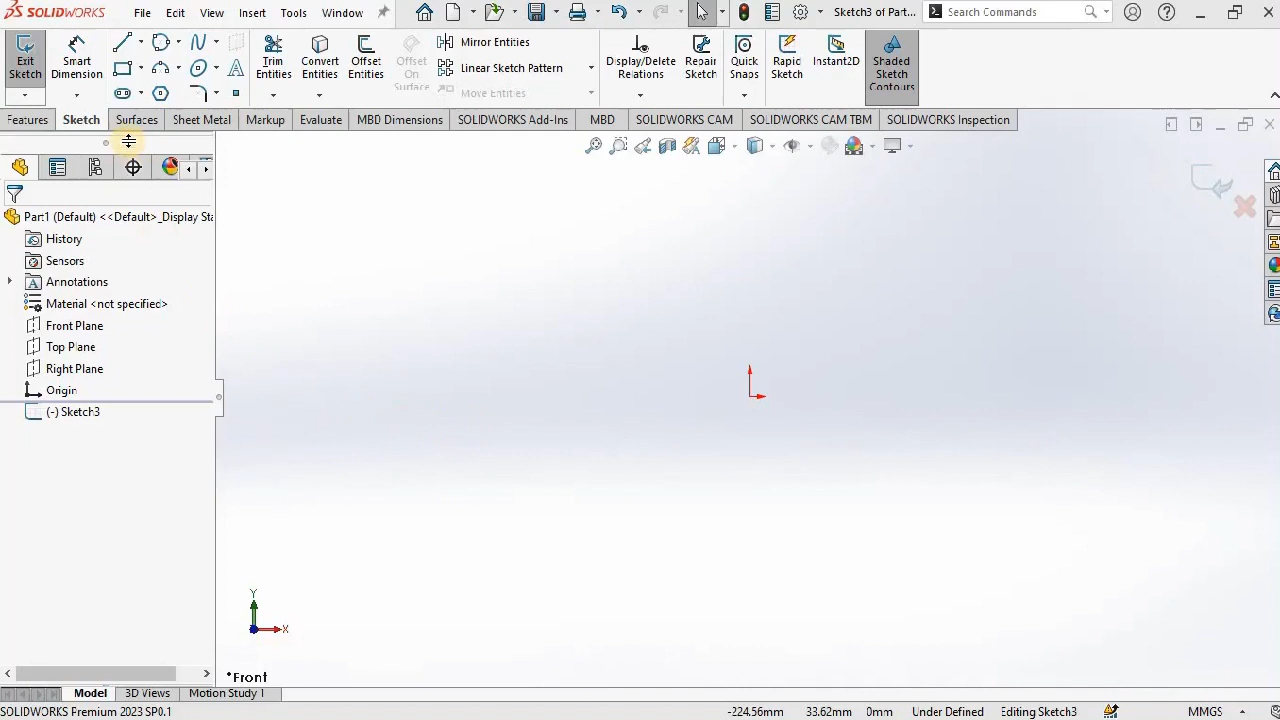 SOLIDWORKS File Edit View Insert Tools Window Sketch3 of Part... Search Commands
Exit Sketch Smart Dimension Trim Entities Convert Entities Offset Entities Offset On Surface Mirror Entities Linear Sketch Pattern Move Entities Display/Delete Relations Repair Sketch Quick Snaps Rapid Sketch Instant2D Shaded Sketch Contours
Features Sketch Surfaces Sheet Metal Markup Evaluate MBD Dimensions SOLIDWORKS Add-Ins MBD SOLIDWORKS CAM SOLIDWORKS CAM TBM SOLIDWORKS Inspection
Part1 (Default) <<Default>_Display Sta
History
Sensors
Annotations
Material <not specified>
Front Plane
Top Plane
Right Plane
Origin
(-) Sketch3
Y
X
*Front
Model 3D Views Motion Study 1
SOLIDWORKS Premium 2023 SP0.1 -224.56mm 33.62mm 0mm Under Defined Editing Sketch3 MMGS